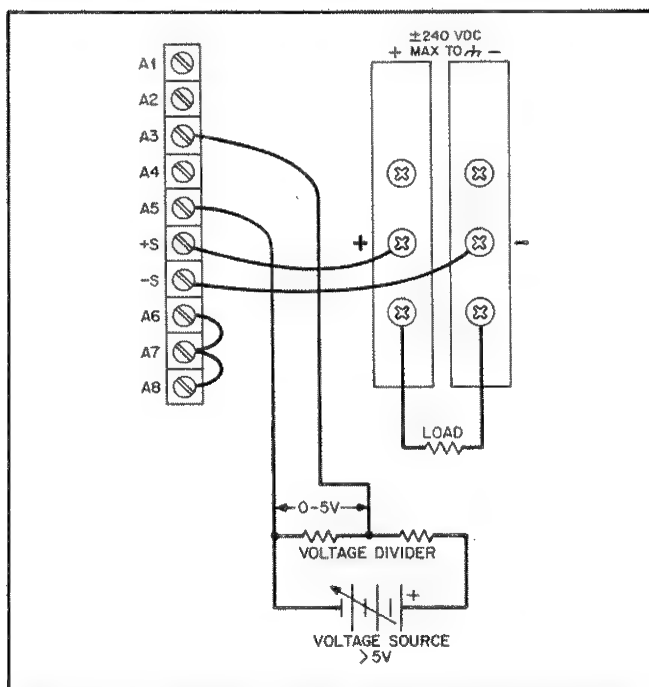 ±240 VDC
+ MAX TO ⏚ −
A1
A2
A3
A4
A5
+S
-S
A6
A7
A8
+
-
LOAD
0-5V
VOLTAGE DIVIDER
+
VOLTAGE SOURCE
>5V